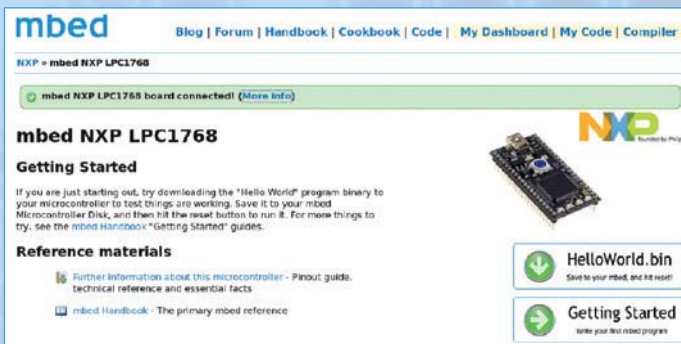 mbed
Blog | Forum | Handbook | Cookbook | Code | My Dashboard | My Code | Compiler
NXP » mbed NXP LPC1768
mbed NXP LPC1768 board connected! (More Info)
mbed NXP LPC1768
NXP
founded by Philips
Getting Started
If you are just starting out, try downloading the "Hello World" program binary to
your microcontroller to test things are working. Save it to your mbed
Microcontroller Disk, and then hit the reset button to run it. For more things to
try, see the mbed Handbook "Getting Started" guides.
Reference materials
Further Information about this microcontroller - Pinout guide,
technical reference and essential facts
mbed Handbook - The primary mbed reference
HelloWorld.bin
Save to your mbed, and hit reset!
Getting Started
Write your first mbed program